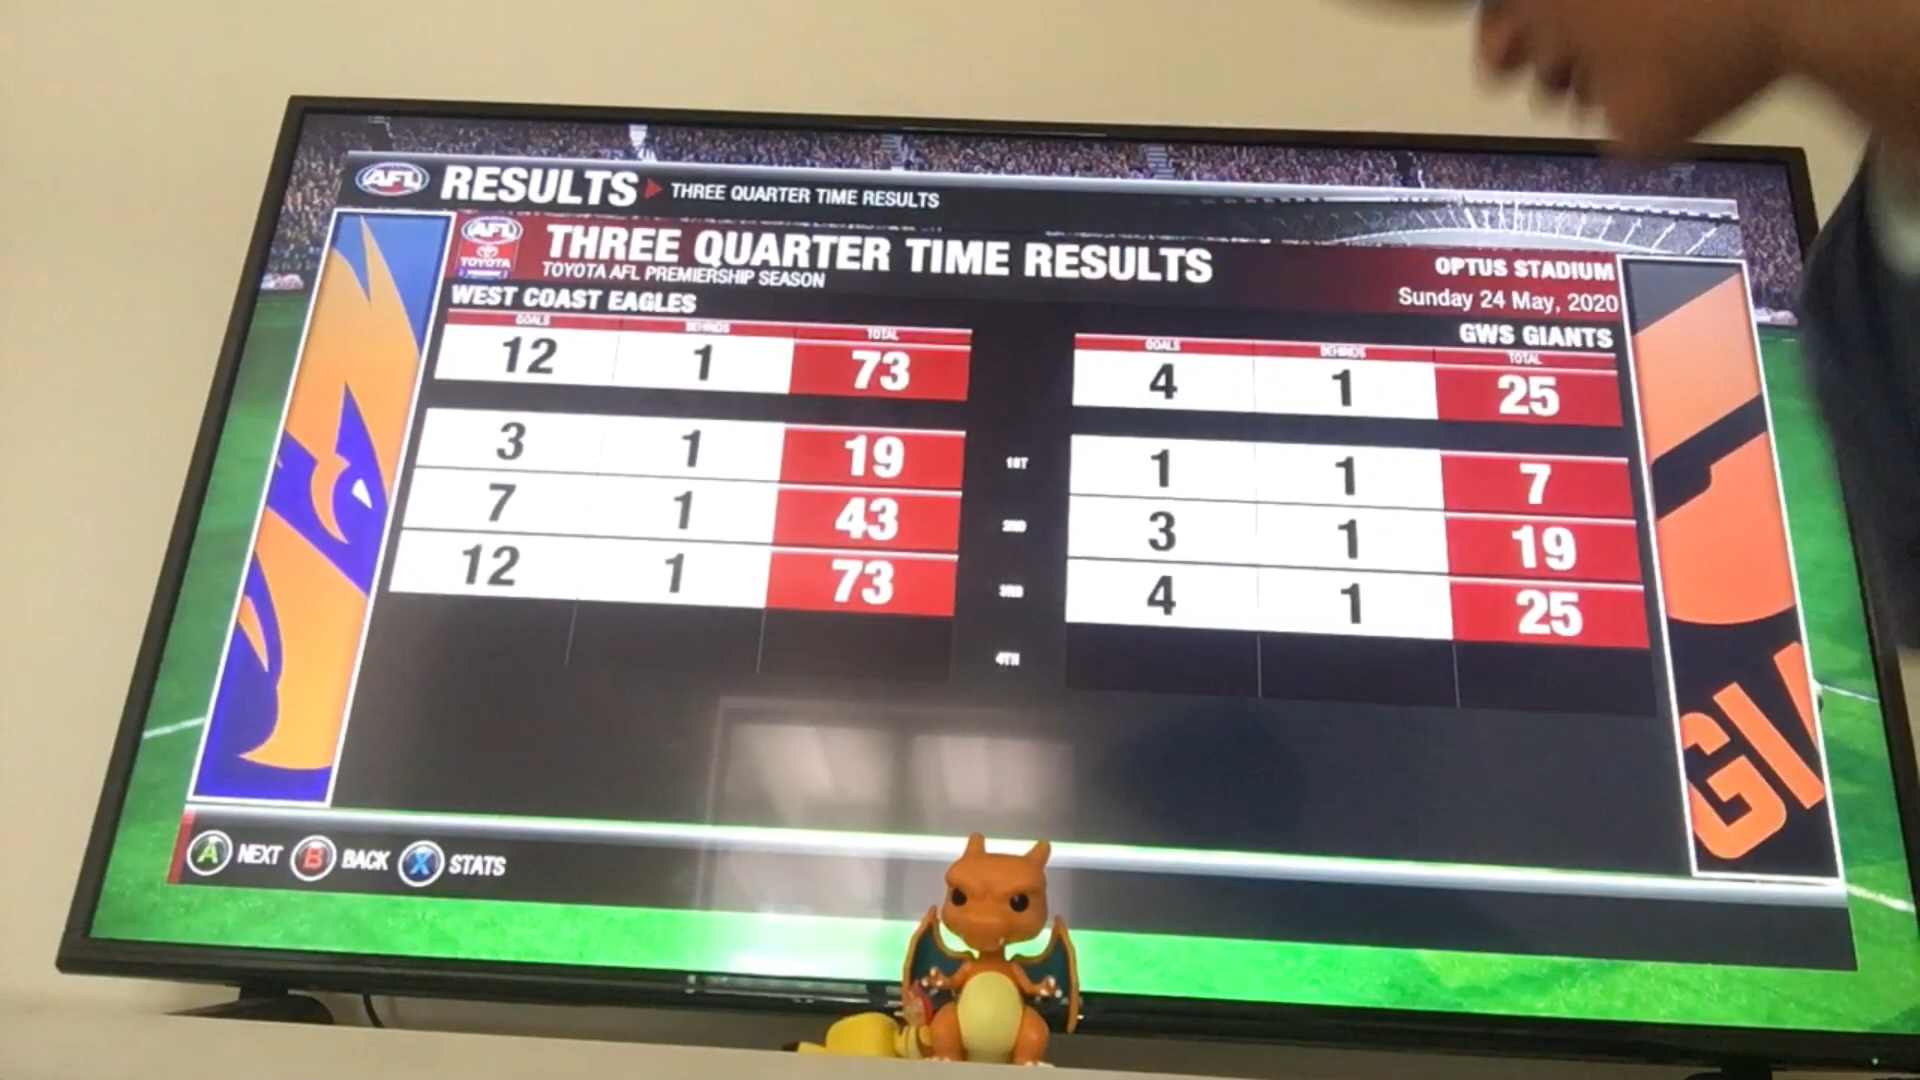 AFL RESULTS THREE QUARTER TIME RESULTS
AFL THREE QUARTER TIME RESULTS
TOYOTA TOYOTA AFL PREMIERSHIP SEASON
OPTUS STADIUM
Sunday 24 May, 2020
WEST COAST EAGLES
GWS GIANTS
GOALS BEHINDS TOTAL GOALS BEHINDS TOTAL
12 1 73 4 1 25
3 1 19 1ST 1 1 7
7 1 43 2ND 3 1 19
12 1 73 3RD 4 1 25
4TH
GIA
A NEXT B BACK X STATS